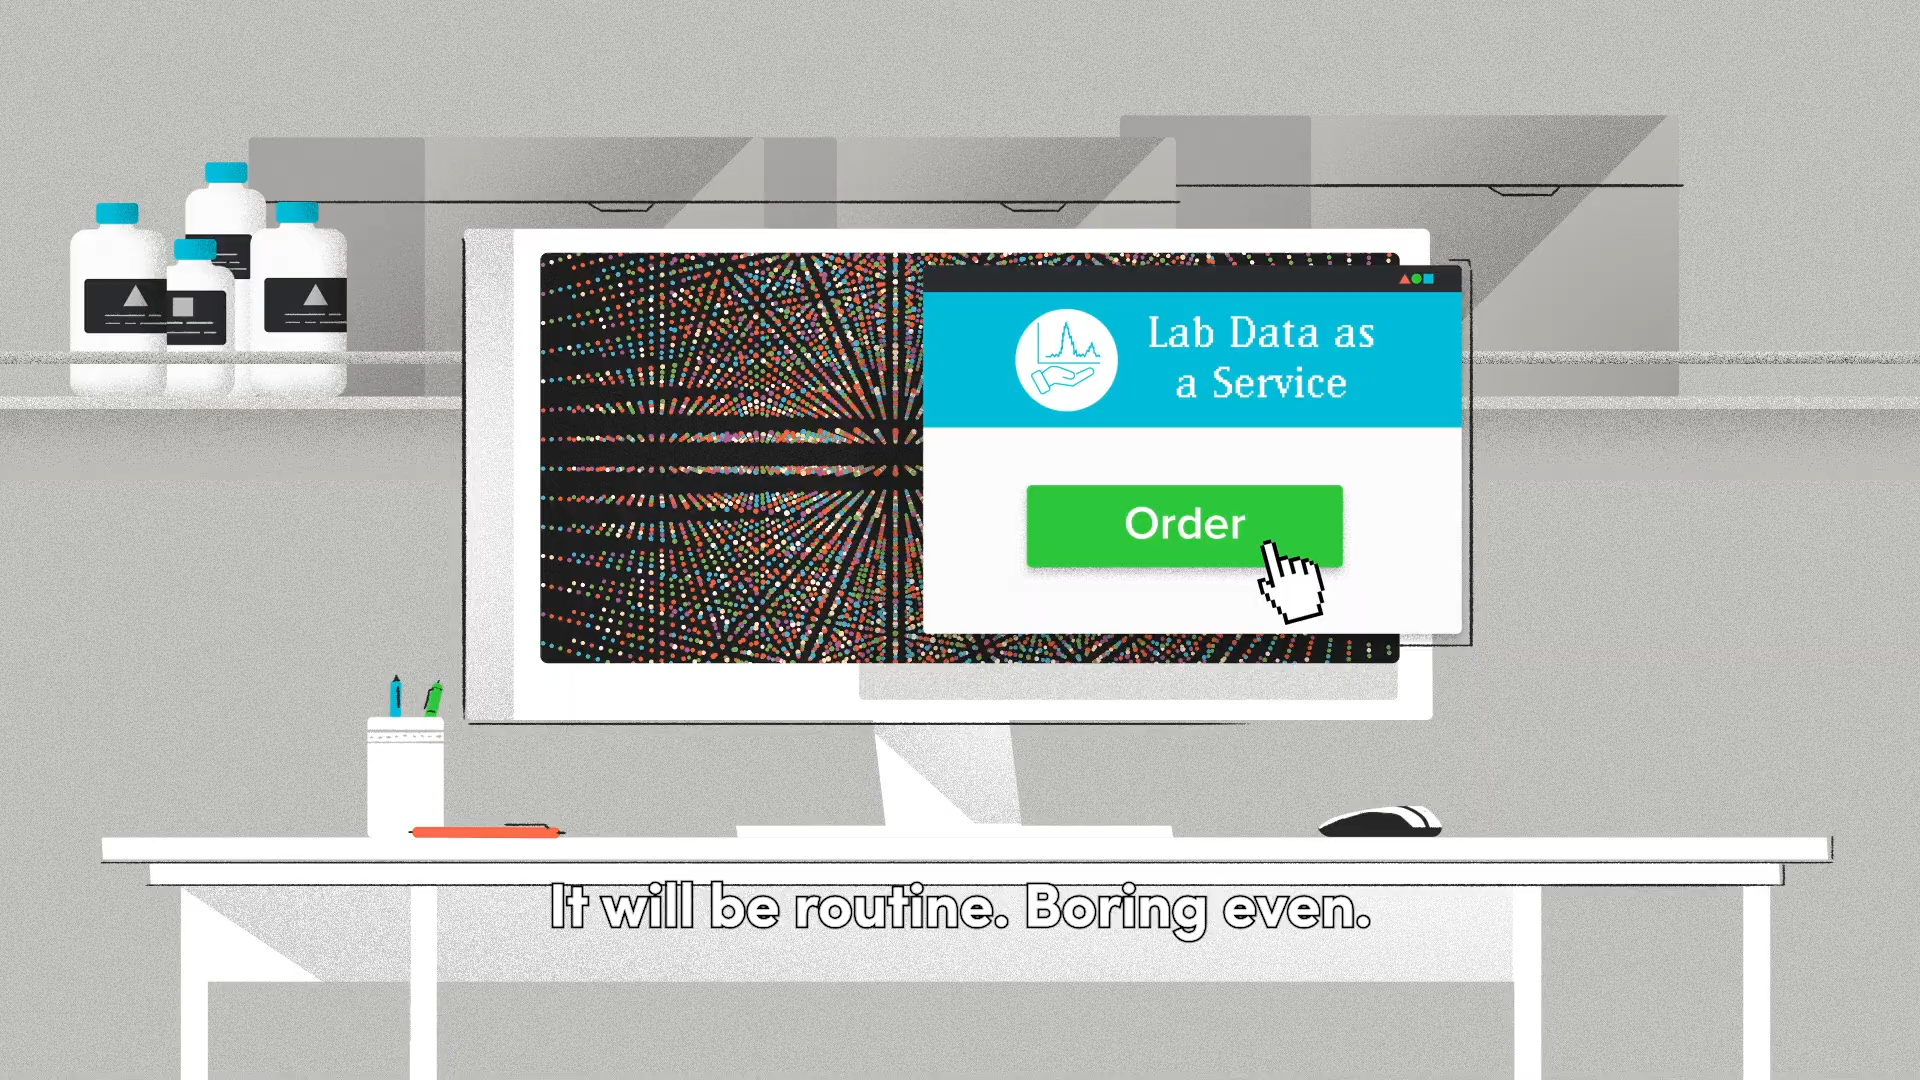 Lab Data as
a Service
Order
It will be routine. Boring even.